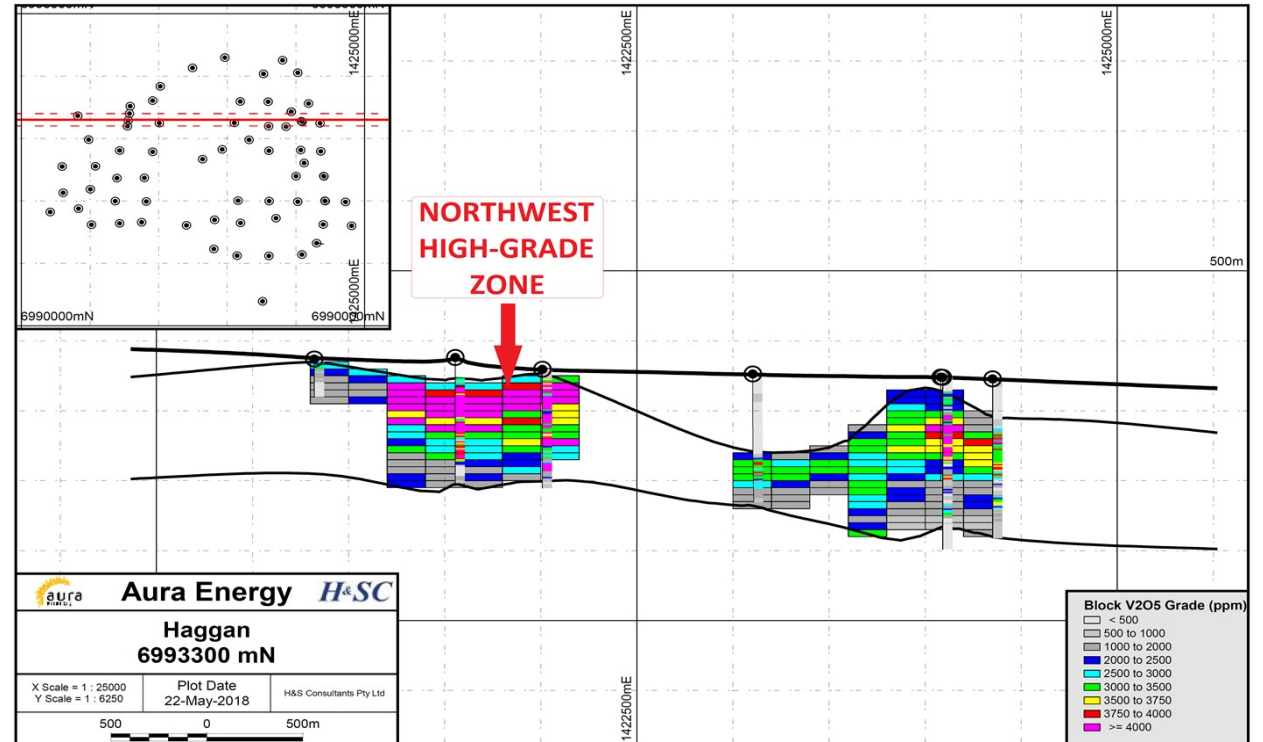 1425000mE
1422500mE
1425000mE
NORTHWEST
HIGH-GRADE
ZONE
500m
1425000mE
6990000mN
6990000mN
aura
ENERGY
Aura Energy
H&SC
Haggan
6993300 mN
X Scale = 1 : 25000
Y Scale = 1 : 6250
Plot Date
22-May-2018
H&S Consultants Pty Ltd
500 0 500m
1422500mE
Block V2O5 Grade (ppm)
< 500
500 to 1000
1000 to 2000
2000 to 2500
2500 to 3000
3000 to 3500
3500 to 3750
3750 to 4000
>= 4000